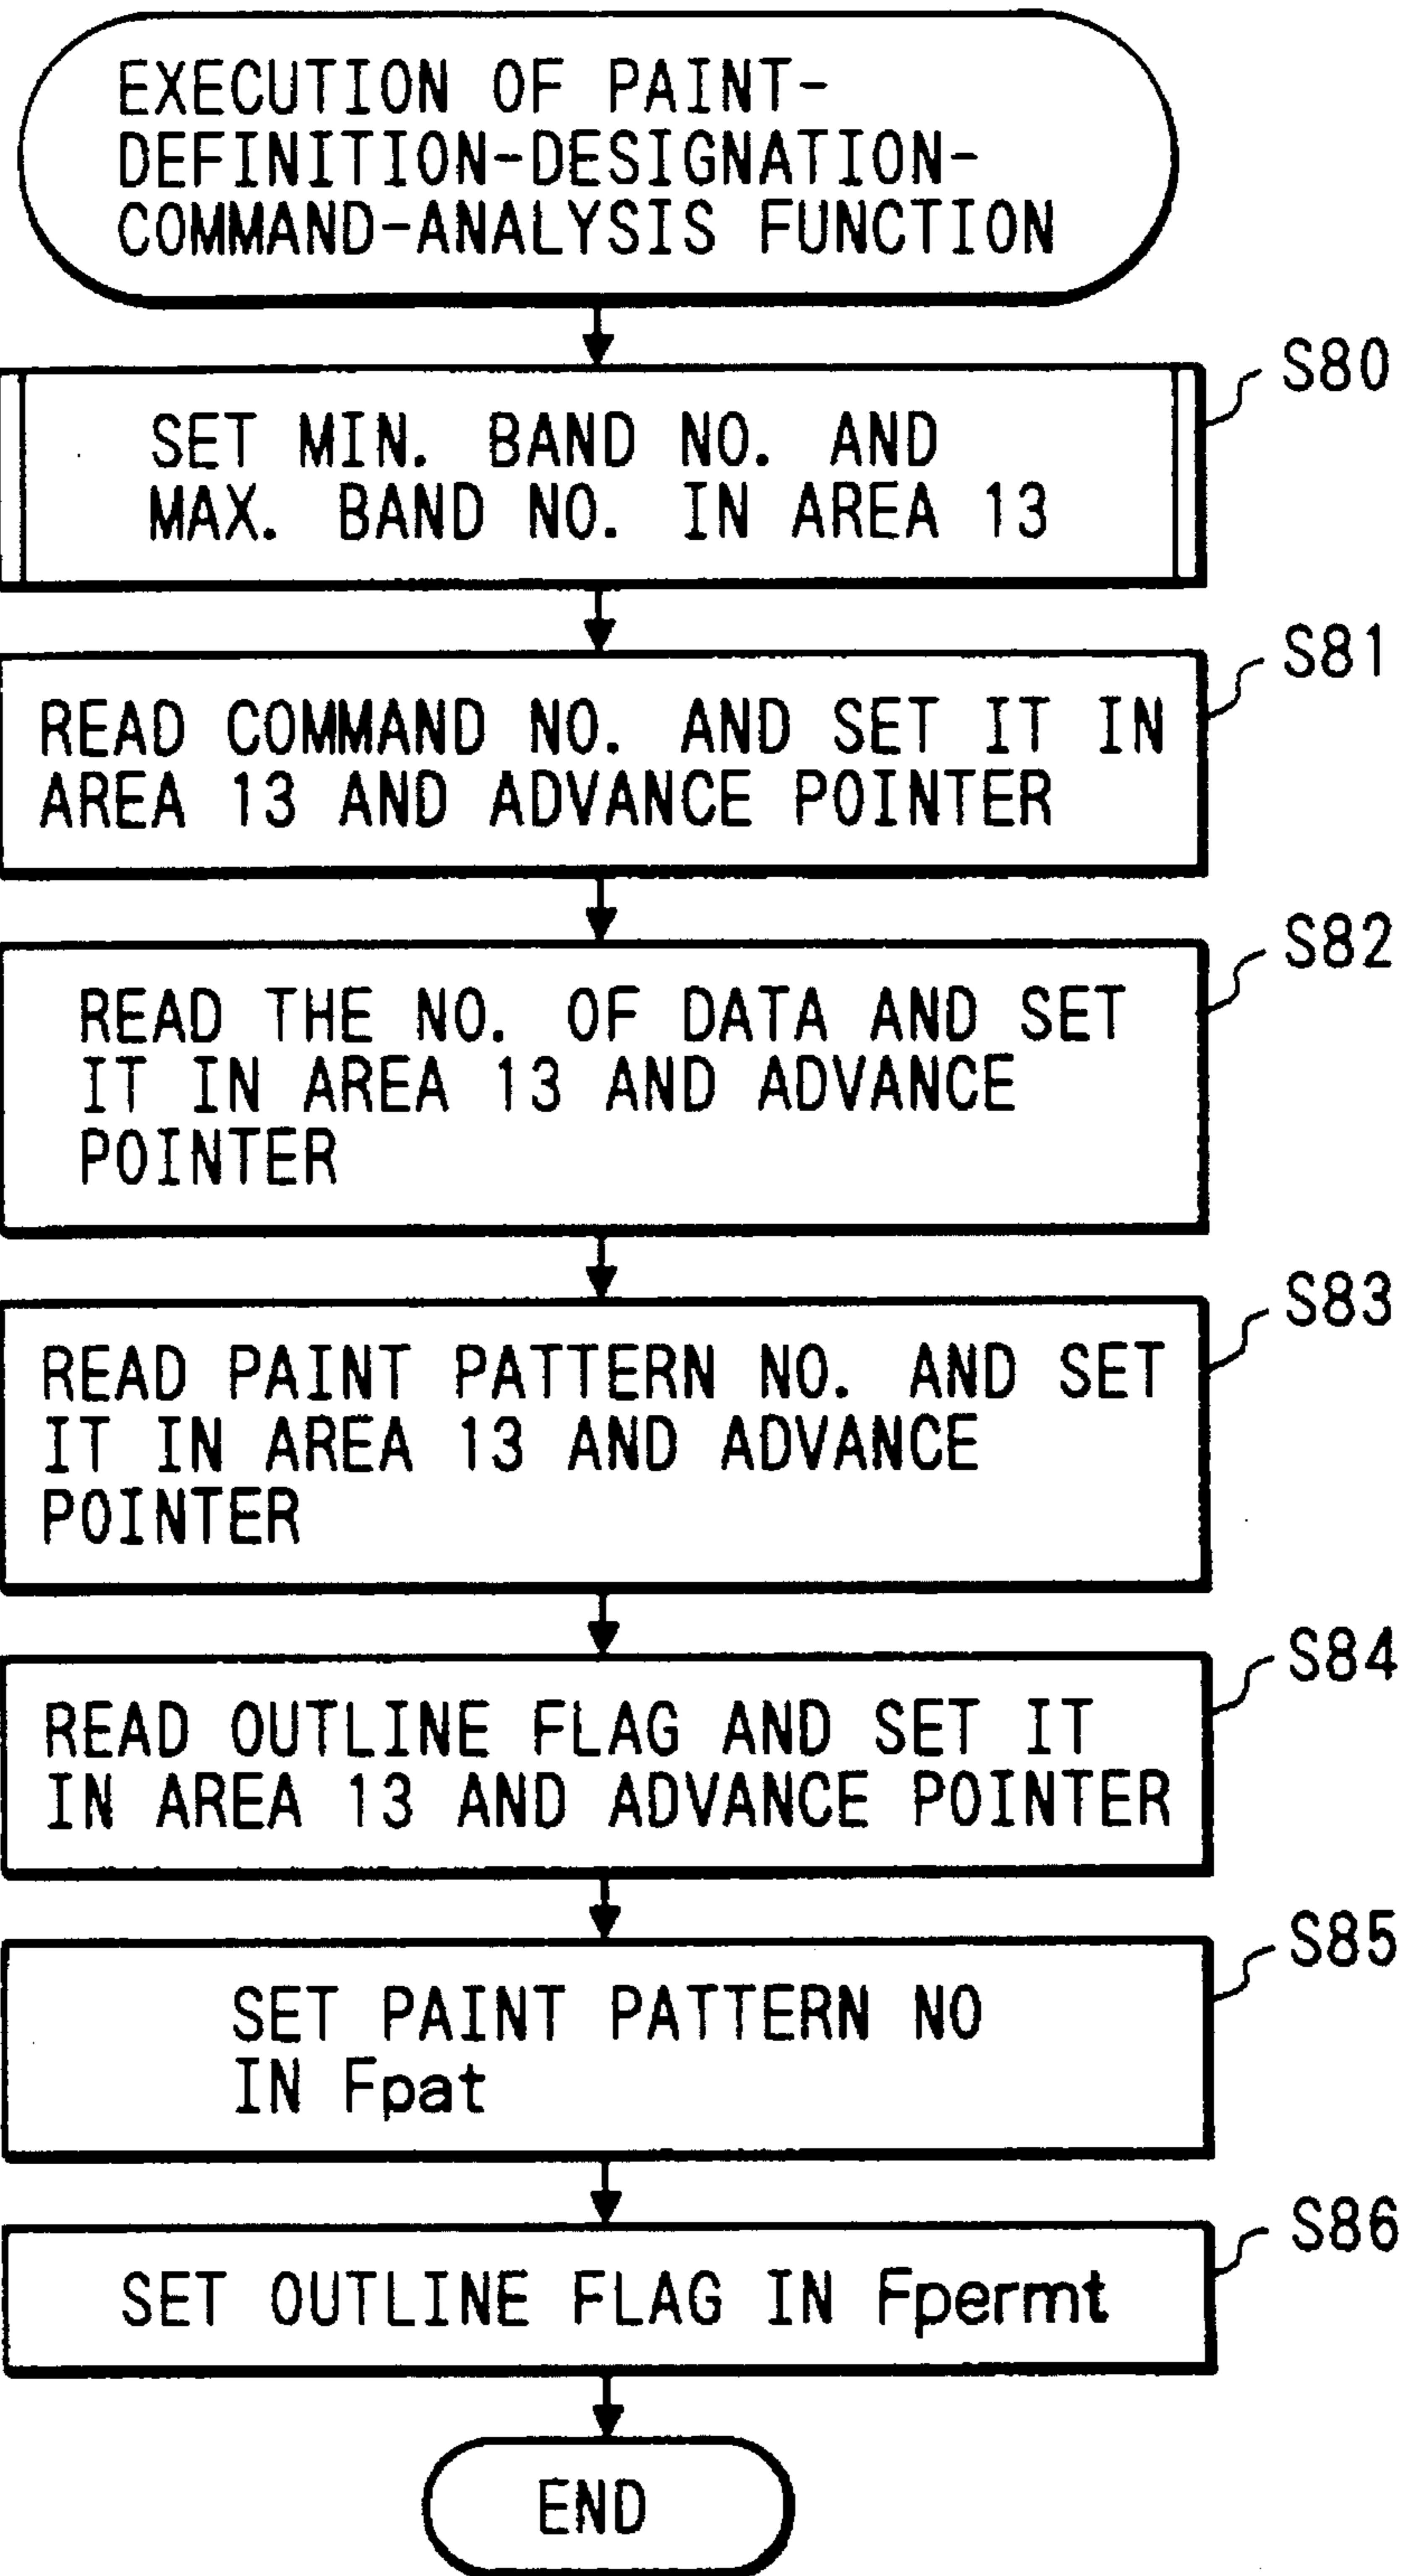 EXECUTION OF PAINT-
DEFINITION-DESIGNATION-
COMMAND-ANALYSIS FUNCTION
S80
SET MIN. BAND NO. AND
MAX. BAND NO. IN AREA 13
S81
READ COMMAND NO. AND SET IT IN
AREA 13 AND ADVANCE POINTER
S82
READ THE NO. OF DATA AND SET
IT IN AREA 13 AND ADVANCE
POINTER
S83
READ PAINT PATTERN NO. AND SET
IT IN AREA 13 AND ADVANCE
POINTER
S84
READ OUTLINE FLAG AND SET IT
IN AREA 13 AND ADVANCE POINTER
S85
SET PAINT PATTERN NO
IN Fpat
S86
SET OUTLINE FLAG IN Fpermt
END